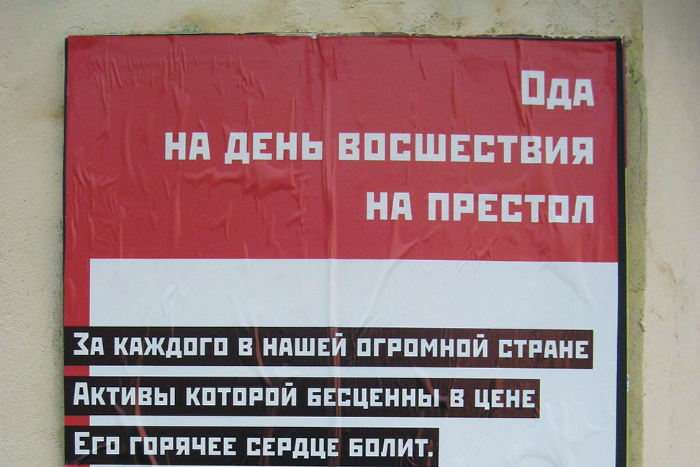 Ода
на день восшествия
на престол
За каждого в нашей огромной стране
Активы которой бесценны в цене
Его горячее сердце болит.